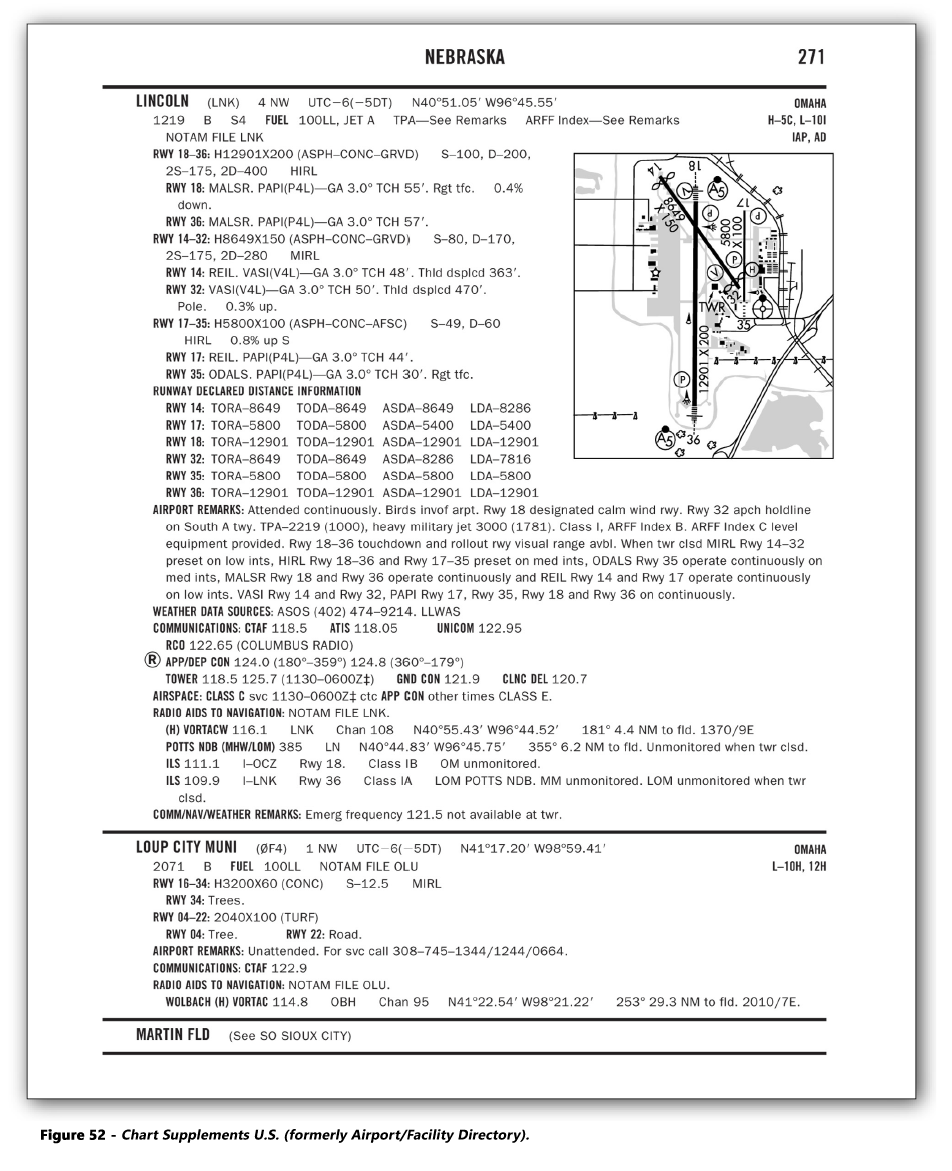 NEBRASKA 271
LINCOLN (LNK) 4 NW UTC–6(–5DT) N40°51.05′ W96°45.55′ OMAHA
1219 B S4 FUEL 100LL, JET A TPA—See Remarks ARFF Index—See Remarks H–5C, L–10I
NOTAM FILE LNK IAP, AD
RWY 18–36: H12901X200 (ASPH–CONC–GRVD) S–100, D–200,
2S–175, 2D–400 HIRL
RWY 18: MALSR. PAPI(P4L)—GA 3.0° TCH 55′. Rgt tfc. 0.4%
down.
RWY 36: MALSR. PAPI(P4L)—GA 3.0° TCH 57′.
RWY 14–32: H8649X150 (ASPH–CONC–GRVD) S–80, D–170,
2S–175, 2D–280 MIRL
RWY 14: REIL. VASI(V4L)—GA 3.0° TCH 48′. Thld dsplcd 363′.
RWY 32: VASI(V4L)—GA 3.0° TCH 50′. Thld dsplcd 470′.
Pole. 0.3% up.
RWY 17–35: H5800X100 (ASPH–CONC–AFSC) S–49, D–60
HIRL 0.8% up S
RWY 17: REIL. PAPI(P4L)—GA 3.0° TCH 44′.
RWY 35: ODALS. PAPI(P4L)—GA 3.0° TCH 30′. Rgt tfc.
RUNWAY DECLARED DISTANCE INFORMATION
RWY 14: TORA–8649 TODA–8649 ASDA–8649 LDA–8286
RWY 17: TORA–5800 TODA–5800 ASDA–5400 LDA–5400
RWY 18: TORA–12901 TODA–12901 ASDA–12901 LDA–12901
RWY 32: TORA–8649 TODA–8649 ASDA–8286 LDA–7816
RWY 35: TORA–5800 TODA–5800 ASDA–5800 LDA–5800
RWY 36: TORA–12901 TODA–12901 ASDA–12901 LDA–12901
14
18
A5
8649 X 150
P
17
P
5800 X 100
P
V
H
32
TWR
35
12901 X 200
P
A5
36
AIRPORT REMARKS: Attended continuously. Birds invof arpt. Rwy 18 designated calm wind rwy. Rwy 32 apch holdline
on South A twy. TPA–2219 (1000), heavy military jet 3000 (1781). Class I, ARFF Index B. ARFF Index C level
equipment provided. Rwy 18–36 touchdown and rollout rwy visual range avbl. When twr clsd MIRL Rwy 14–32
preset on low ints, HIRL Rwy 18–36 and Rwy 17–35 preset on med ints, ODALS Rwy 35 operate continuously on
med ints, MALSR Rwy 18 and Rwy 36 operate continuously and REIL Rwy 14 and Rwy 17 operate continuously
on low ints. VASI Rwy 14 and Rwy 32, PAPI Rwy 17, Rwy 35, Rwy 18 and Rwy 36 on continuously.
WEATHER DATA SOURCES: ASOS (402) 474–9214. LLWAS
COMMUNICATIONS: CTAF 118.5 ATIS 118.05 UNICOM 122.95
RCO 122.65 (COLUMBUS RADIO)
Ⓡ APP/DEP CON 124.0 (180°–359°) 124.8 (360°–179°)
TOWER 118.5 125.7 (1130–0600Z‡) GND CON 121.9 CLNC DEL 120.7
AIRSPACE: CLASS C svc 1130–0600Z‡ ctc APP CON other times CLASS E.
RADIO AIDS TO NAVIGATION: NOTAM FILE LNK.
(H) VORTACW 116.1 LNK Chan 108 N40°55.43′ W96°44.52′ 181° 4.4 NM to fld. 1370/9E
POTTS NDB (MHW/LOM) 385 LN N40°44.83′ W96°45.75′ 355° 6.2 NM to fld. Unmonitored when twr clsd.
ILS 111.1 I–OCZ Rwy 18. Class IB OM unmonitored.
ILS 109.9 I–LNK Rwy 36 Class IA LOM POTTS NDB. MM unmonitored. LOM unmonitored when twr
clsd.
COMM/NAV/WEATHER REMARKS: Emerg frequency 121.5 not available at twr.
LOUP CITY MUNI (ØF4) 1 NW UTC–6(–5DT) N41°17.20′ W98°59.41′ OMAHA
2071 B FUEL 100LL NOTAM FILE OLU L–10H, 12H
RWY 16–34: H3200X60 (CONC) S–12.5 MIRL
RWY 34: Trees.
RWY 04–22: 2040X100 (TURF)
RWY 04: Tree. RWY 22: Road.
AIRPORT REMARKS: Unattended. For svc call 308–745–1344/1244/0664.
COMMUNICATIONS: CTAF 122.9
RADIO AIDS TO NAVIGATION: NOTAM FILE OLU.
WOLBACH (H) VORTAC 114.8 OBH Chan 95 N41°22.54′ W98°21.22′ 253° 29.3 NM to fld. 2010/7E.
MARTIN FLD (See SO SIOUX CITY)
Figure 52 - Chart Supplements U.S. (formerly Airport/Facility Directory).